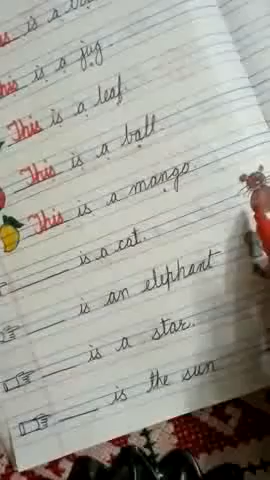 is a
This is a jug.
This is a leaf.
This is a ball.
This is a mango.
is a cat.
is an elephant
is a star.
is the sun